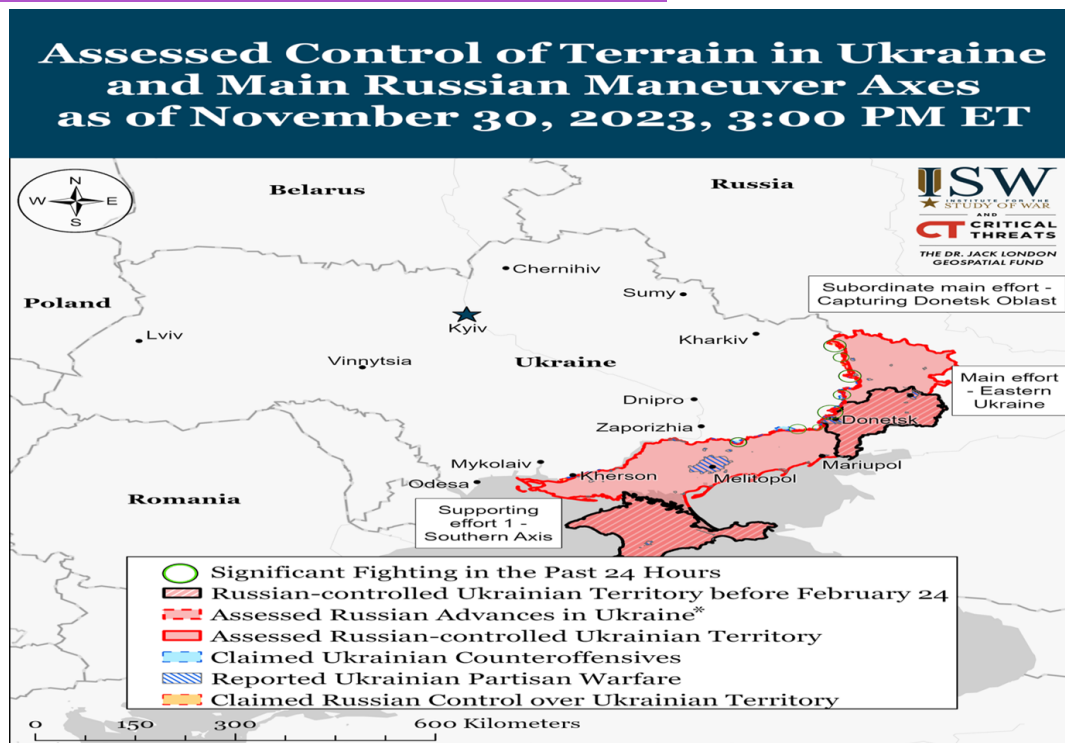 Assessed Control of Terrain in Ukraine
and Main Russian Maneuver Axes
as of November 30, 2023, 3:00 PM ET
N
W
E
S
Belarus
Russia
ISW
INSTITUTE FOR THE
STUDY OF WAR
AND
CT CRITICAL
THREATS
THE DR. JACK LONDON
GEOSPATIAL FUND
Chernihiv
Subordinate main effort -
Capturing Donetsk Oblast
Sumy
Poland
Kyiv
Lviv
Kharkiv
Vinnytsia
Ukraine
Main effort
- Eastern
Ukraine
Dnipro
Donetsk
Zaporizhia
Mykolaiv
Mariupol
Kherson
Melitopol
Odesa
Romania
Supporting
effort 1 -
Southern Axis
Significant Fighting in the Past 24 Hours
Russian-controlled Ukrainian Territory before February 24
Assessed Russian Advances in Ukraine*
Assessed Russian-controlled Ukrainian Territory
Claimed Ukrainian Counteroffensives
Reported Ukrainian Partisan Warfare
Claimed Russian Control over Ukrainian Territory
0 150 300 600 Kilometers